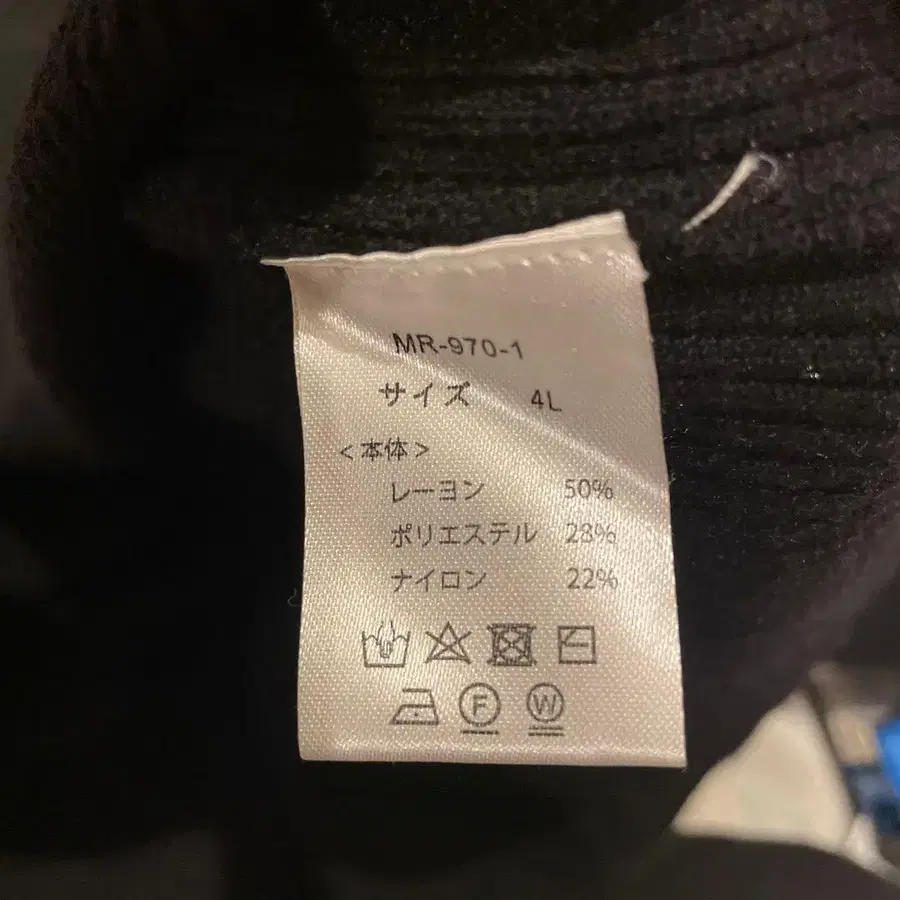 MR-970-1
サイズ 4L
<本体>
レーヨン 50%
ポリエステル 28%
ナイロン 22%
F W